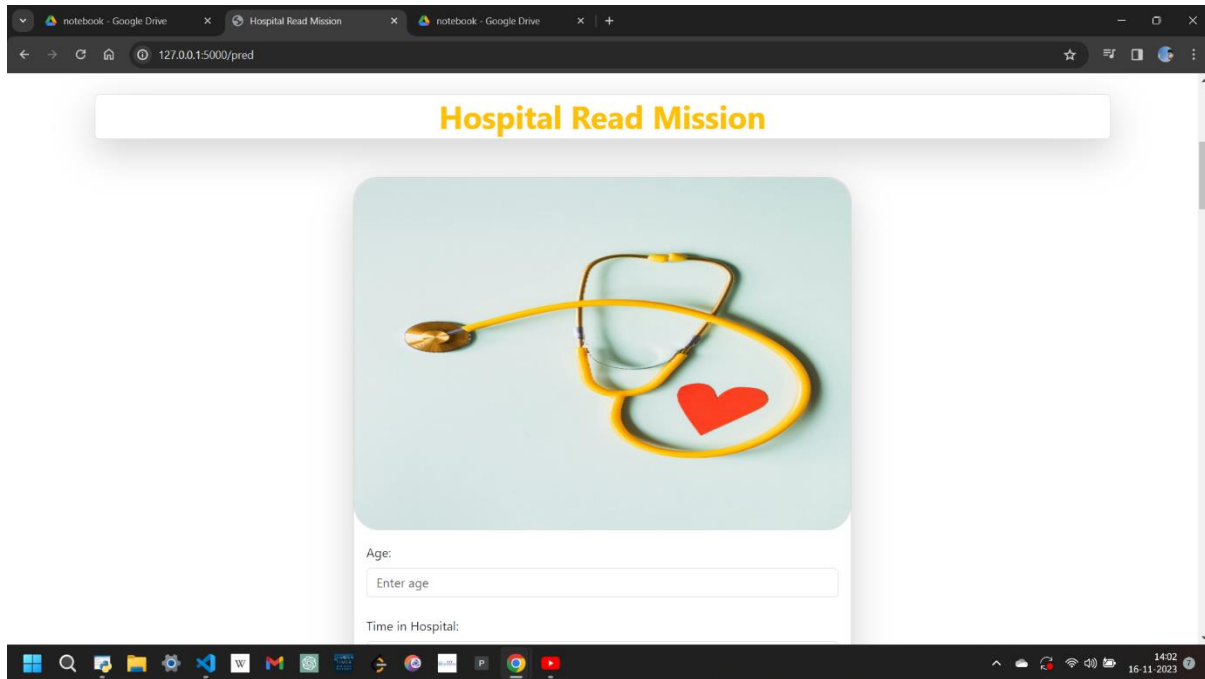 notebook - Google Drive
Hospital Read Mission
notebook - Google Drive
127.0.0.1:5000/pred
Hospital Read Mission
Age:
Enter age
Time in Hospital:
W
P
14:02
16-11-2023
7